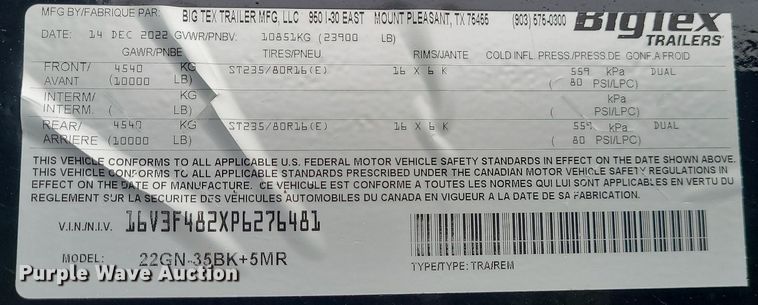 MFG BY/FABRIQUE PAR: BIG TEX TRAILER MFG, LLC 950 I-30 EAST MOUNT PLEASANT, TX 75455 (903) 575-0300
BigTex
TRAILERS
DATE: 14 DEC 2022 GVWR/PNBV: 10851KG (23900 LB)
GAWR/PNBE TIRES/PNEU. RIMS/JANTE COLD INFL. PRESS/PRESS DE GONF. A FROID
FRONT/ 4540 KG ST235/80R16(E) 16 X 6 K 559 kPa DUAL
AVANT (10000 LB) ( 80 PSI/LPC)
INTERM/ KG kPa
INTERM. ( LB) ( PSI/LPC)
REAR/ 4540 KG ST235/80R16(E) 16 X 6 K 559 kPa DUAL
ARRIERE (10000 LB) ( 80 PSI/LPC)
THIS VEHICLE CONFORMS TO ALL APPLICABLE U.S. FEDERAL MOTOR VEHICLE SAFETY STANDARDS IN EFFECT ON THE DATE SHOWN ABOVE.
THIS VEHICLE CONFORMS TO ALL APPLICABLE STANDARDS PRESCRIBED UNDER THE CANADIAN MOTOR VEHICLE SAFETY REGULATIONS IN
EFFECT ON THE DATE OF MANUFACTURE. CE VEHICULE EST CONFORME A TOUTES LES NORMES QUI LUI SONT APPLICABLES EN VERTU DU
REGLEMENT SUR LA SECURITE DES VÉHICULES AUTOMOBILES DU CANADA EN VIGUEUR A LA DATE DE SA FABRICATION.
V.I.N./N.I.V. 16V3F482XP6276481
MODEL: 22GN-35BK+5MR
TYPE/TYPE: TRA/REM
Purple Wave Auction